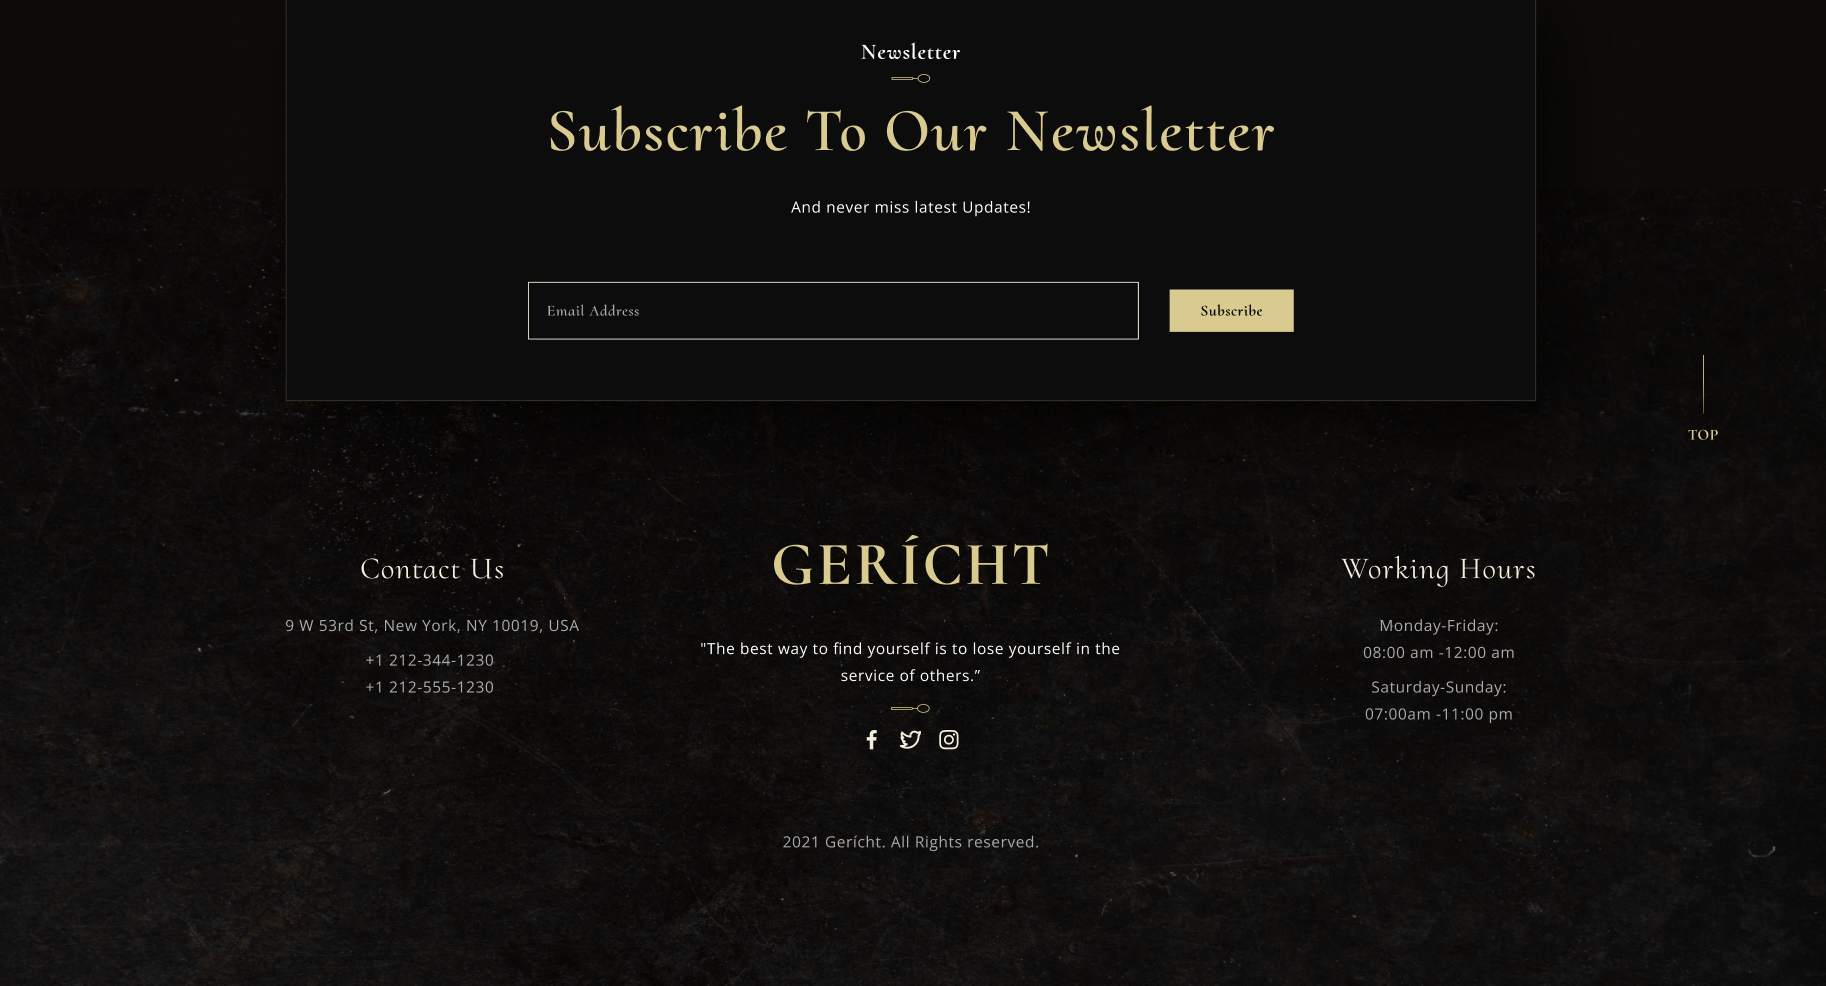 Newsletter
Subscribe To Our Newsletter
And never miss latest Updates!
Email Address
Subscribe
TOP
Contact Us
9 W 53rd St, New York, NY 10019, USA
+1 212-344-1230
+1 212-555-1230
GERÍCHT
"The best way to find yourself is to lose yourself in the
service of others.”
Working Hours
Monday-Friday:
08:00 am -12:00 am
Saturday-Sunday:
07:00am -11:00 pm
2021 Gerícht. All Rights reserved.